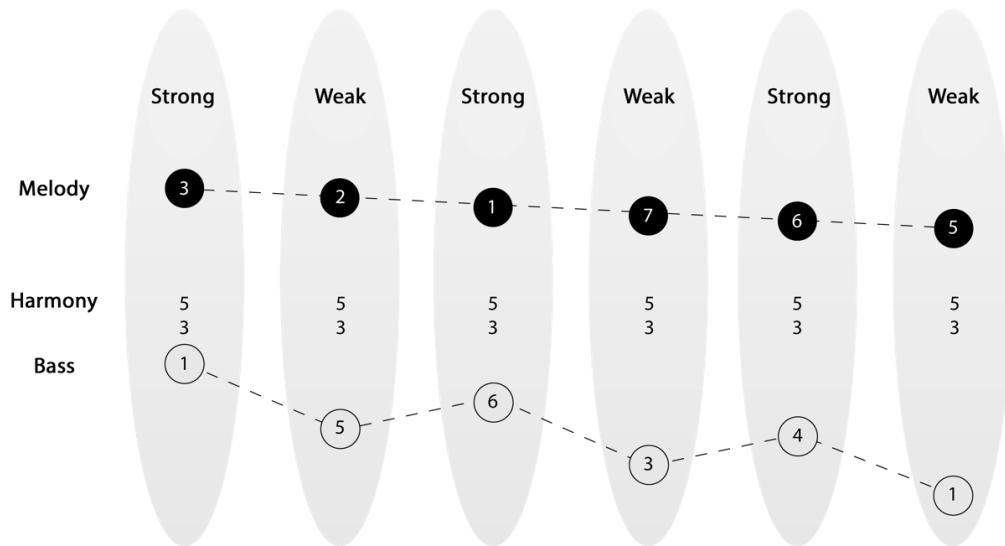 Strong Weak Strong Weak Strong Weak
Melody 3 2 1 7 6 5
Harmony 5 5 5 5 5 5
3 3 3 3 3 3
Bass 1 5 6 3 4 1